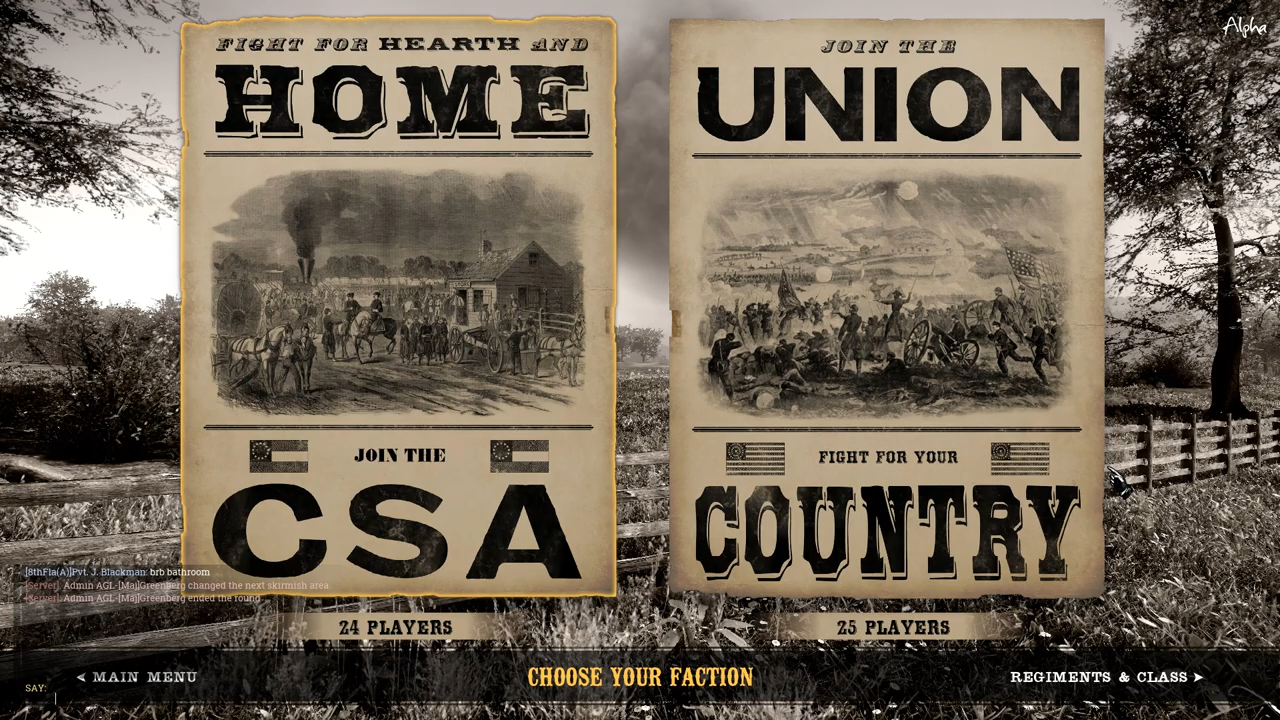 FIGHT FOR HEARTH AND
HOME
JOIN THE
CSA
24 PLAYERS
JOIN THE
UNION
FIGHT FOR YOUR
COUNTRY
25 PLAYERS
Alpha
[8thFla(A)]Pvt. J. Blackman: brb bathroom
[Server] Admin AGL-[Maj]Greenberg changed the next skirmish area.
[Server] Admin AGL-[Maj]Greenberg ended the round.
SAY:
MAIN MENU
CHOOSE YOUR FACTION
REGIMENTS & CLASS